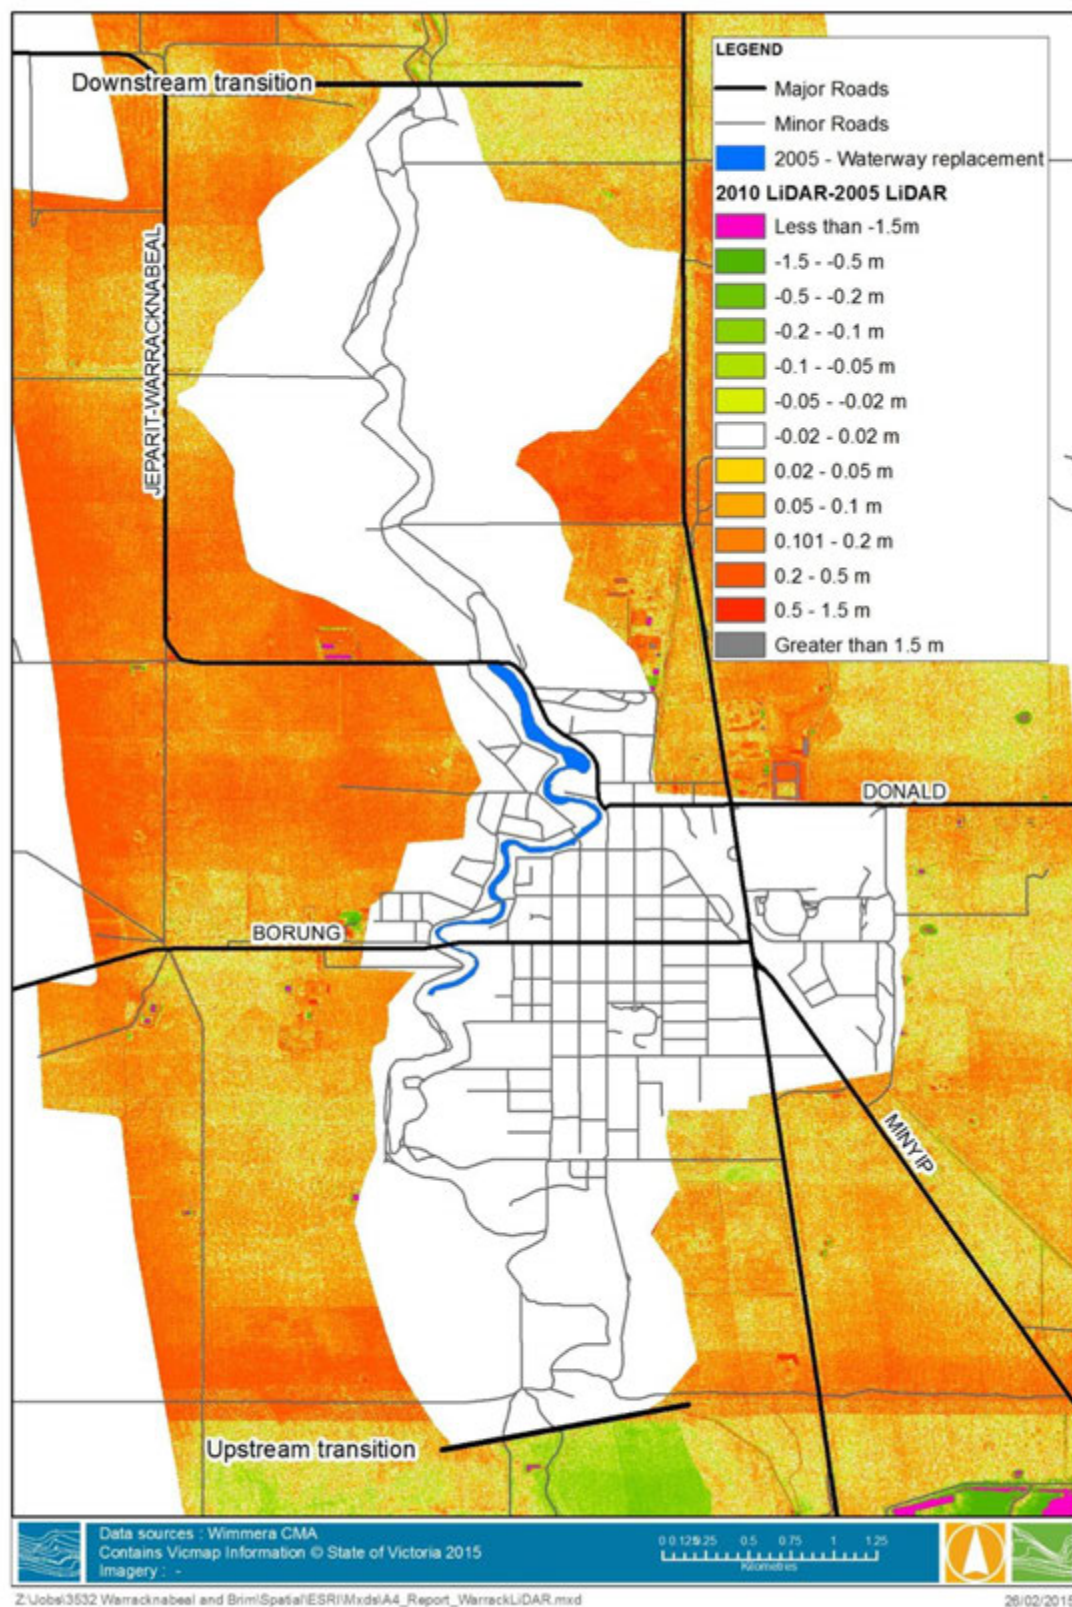 Downstream transition
LEGEND
Major Roads
Minor Roads
2005 - Waterway replacement
2010 LiDAR-2005 LiDAR
Less than -1.5m
-1.5 - -0.5 m
-0.5 - -0.2 m
-0.2 - -0.1 m
-0.1 - -0.05 m
-0.05 - -0.02 m
-0.02 - 0.02 m
0.02 - 0.05 m
0.05 - 0.1 m
0.101 - 0.2 m
0.2 - 0.5 m
0.5 - 1.5 m
Greater than 1.5 m
JEPARIT-WARRACKNABEAL
DONALD
BORUNG
MINYIP
Upstream transition
Data sources : Wimmera CMA
Contains Vicmap Information © State of Victoria 2015
Imagery : -
0 0.1250.25 0.5 0.75 1 1.25
Kilometres
Z:\Jobs\3532 Warracknabeal and Brim\Spatial\ESRI\Mxds\A4_Report_WarrackLiDAR.mxd
26/02/2015